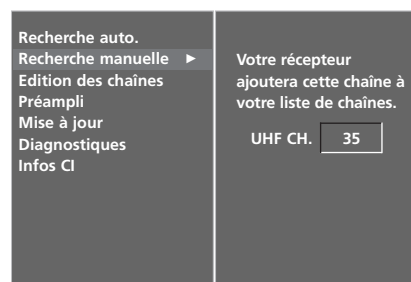 Recherche auto.
Recherche manuelle ►
Edition des chaînes
Préampli
Mise à jour
Diagnostiques
Infos CI
Votre récepteur
ajoutera cette chaîne à
votre liste de chaînes.
UHF CH. 35